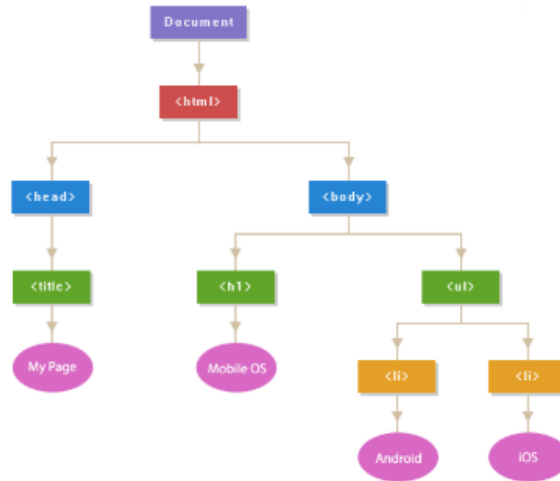 Document
<html>
<head>
<body>
<title>
<h1>
<ul>
My Page
Mobile OS
<li>
<li>
Android
iOS